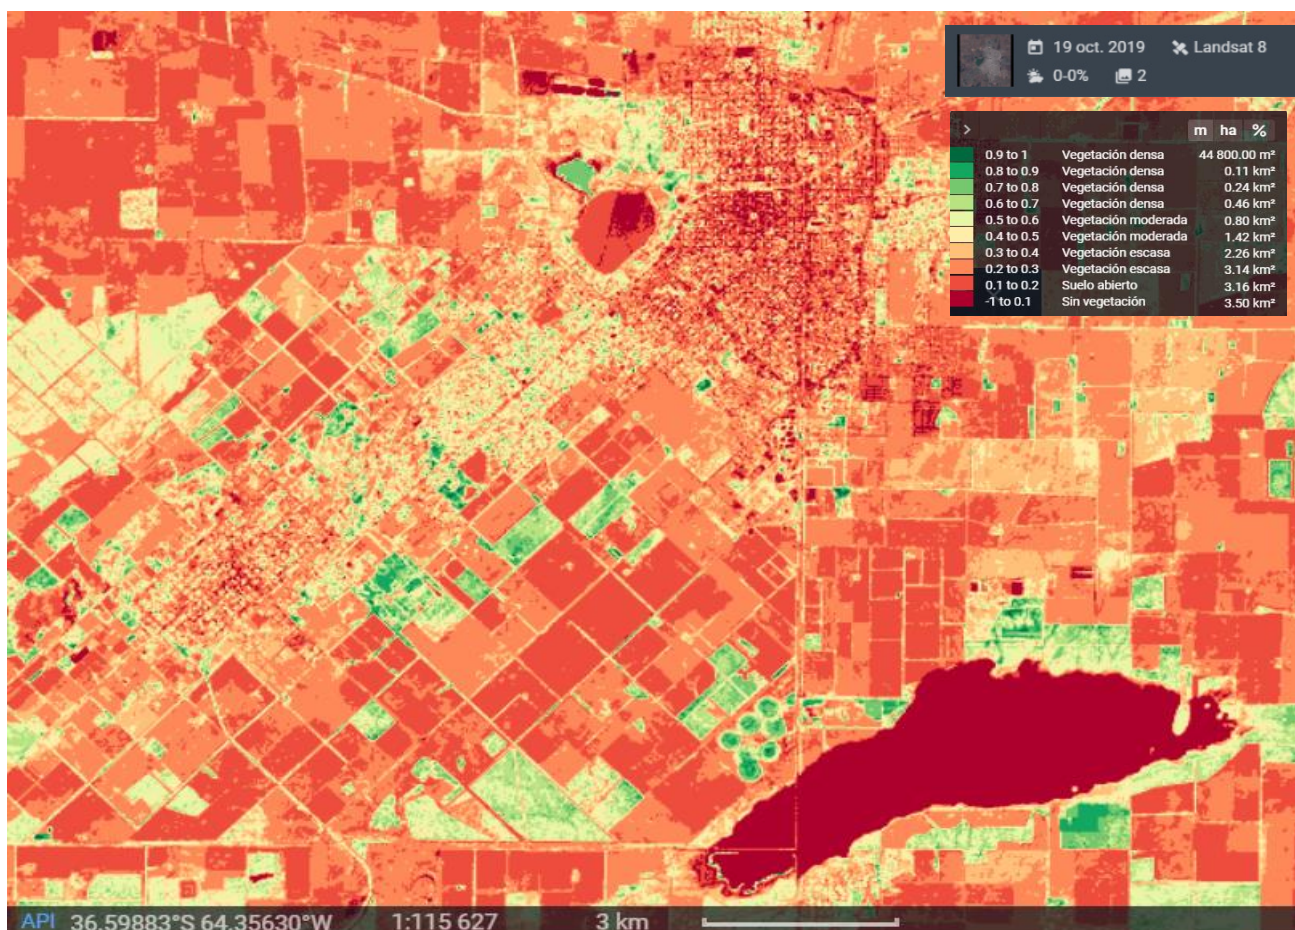 19 oct. 2019 Landsat 8
0-0% 2
m ha %
0.9 to 1 Vegetación densa 44 800.00 m²
0.8 to 0.9 Vegetación densa 0.11 km²
0.7 to 0.8 Vegetación densa 0.24 km²
0.6 to 0.7 Vegetación densa 0.46 km²
0.5 to 0.6 Vegetación moderada 0.80 km²
0.4 to 0.5 Vegetación moderada 1.42 km²
0.3 to 0.4 Vegetación escasa 2.26 km²
0.2 to 0.3 Vegetación escasa 3.14 km²
0.1 to 0.2 Suelo abierto 3.16 km²
-1 to 0.1 Sin vegetación 3.50 km²
API 36.59883°S 64.35630°W 1:115 627 3 km